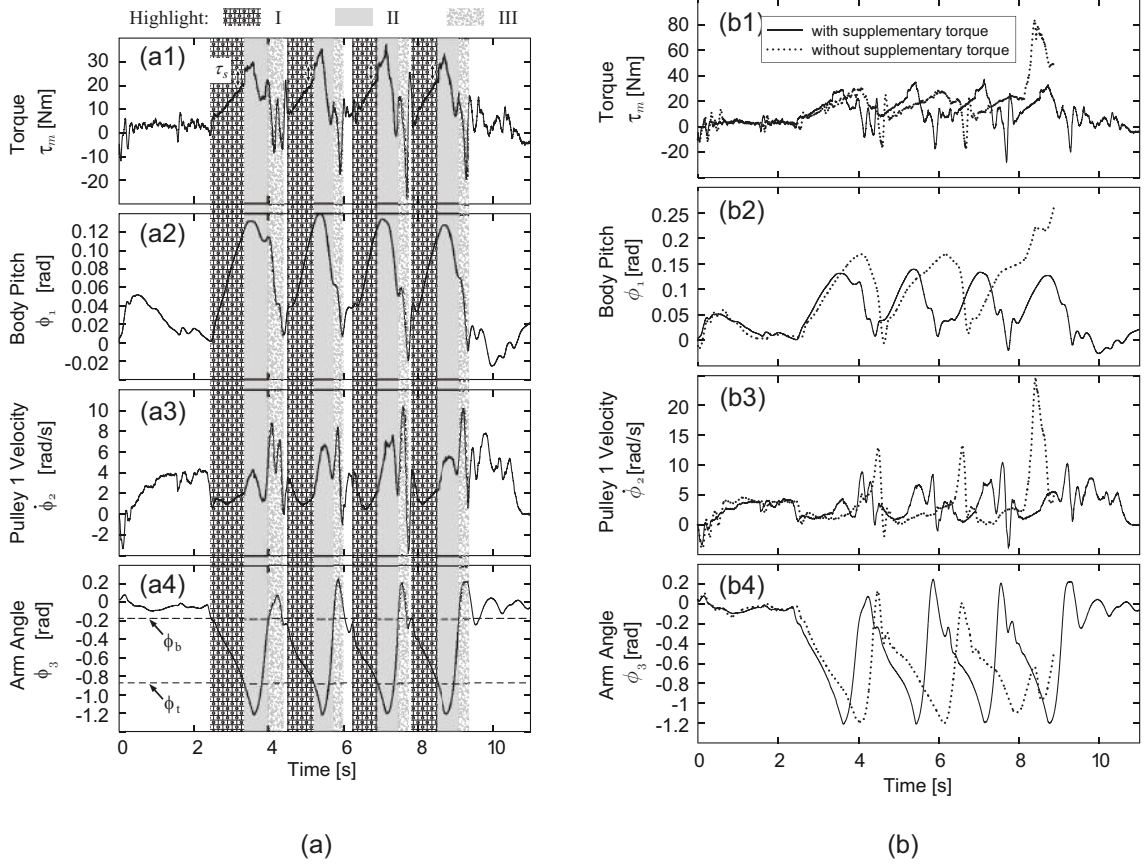 Highlight: I II III
(a1)
Torque
τm [Nm]
30
20
10
0
-10
20
τs
(a2)
Body Pitch
ϕ1 [rad]
0.12
0.10
0.08
0.06
0.04
0.02
0
-0.02
(a3)
Pulley 1 Velocity
ϕ̇2 [rad/s]
10
8
6
4
2
0
-2
(a4)
Arm Angle
ϕ3 [rad]
0.2
0
-0.2
-0.4
-0.6
-0.8
-1.0
-1.2
ϕb
ϕt
0 2 4 6 8 10
Time [s]
(a)
(b1)
with supplementary torque
without supplementary torque
Torque
τm [Nm]
80
60
40
20
0
-20
(b2)
Body Pitch
ϕ1 [rad]
0.25
0.2
0.15
0.1
0.05
0
(b3)
Pulley 1 Velocity
ϕ̇2 [rad/s]
20
15
10
5
0
(b4)
Arm Angle
ϕ3 [rad]
0.2
0
-0.2
-0.4
-0.6
-0.8
-1
-1.2
0 2 4 6 8 10
Time [s]
(b)